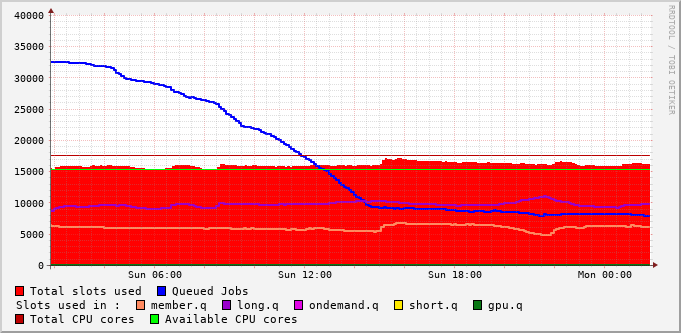 40000
35000
30000
25000
20000
15000
10000
5000
0
Sun 06:00 Sun 12:00 Sun 18:00 Mon 00:00
RRDTOOL / TOBI OETIKER
Total slots used Queued Jobs
Slots used in : member.q long.q ondemand.q short.q gpu.q
Total CPU cores Available CPU cores